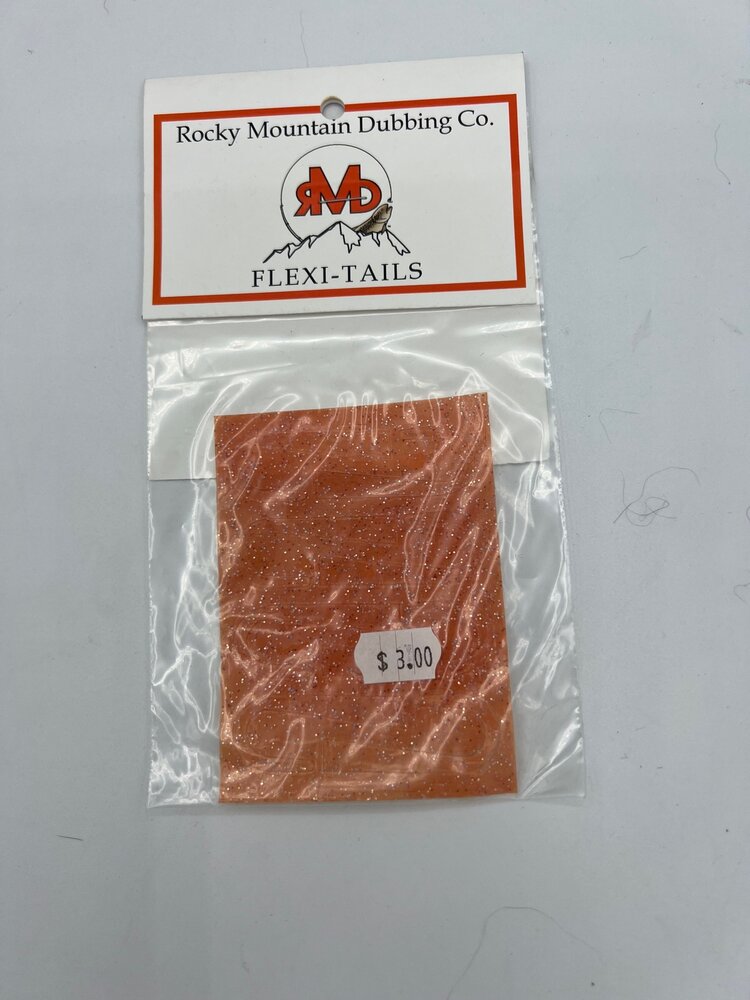 Rocky Mountain Dubbing Co.
RMD
FLEXI-TAILS
$ 3.00